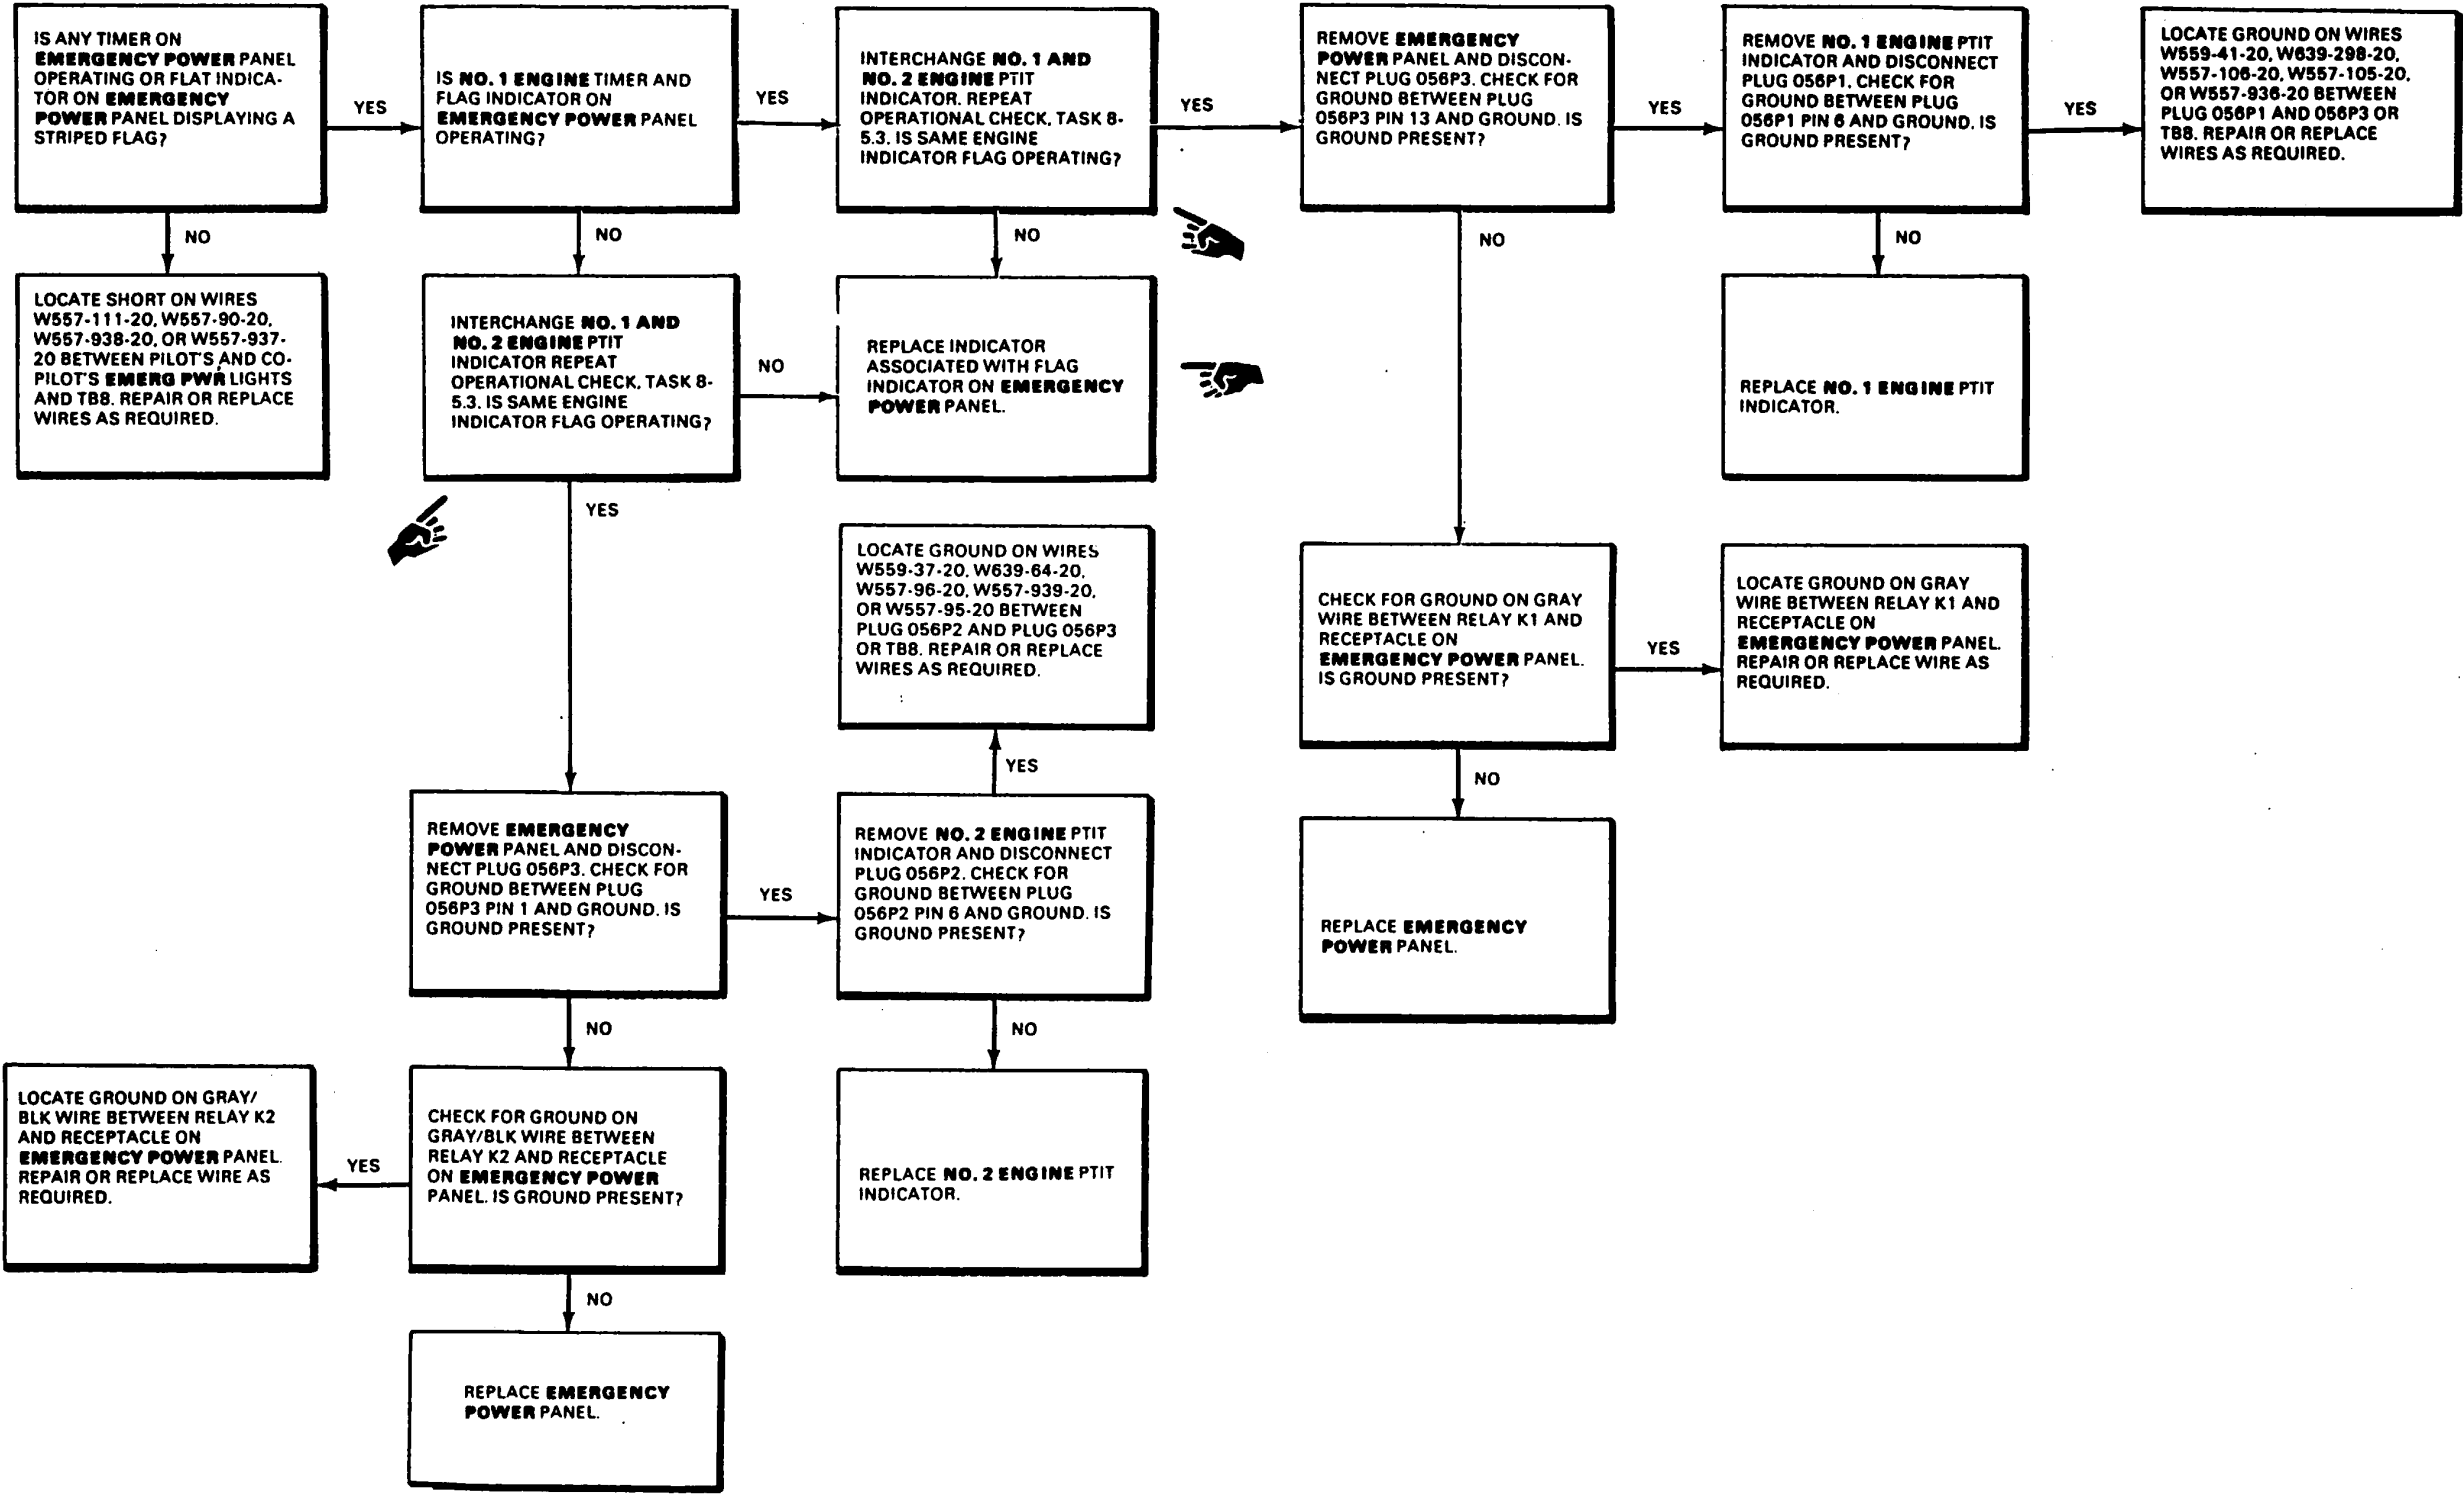 IS ANY TIMER ON
EMERGENCY POWER PANEL
OPERATING OR FLAT INDICA-
TOR ON EMERGENCY
POWER PANEL DISPLAYING A
STRIPED FLAG?
YES
IS NO. 1 ENGINE TIMER AND
FLAG INDICATOR ON
EMERGENCY POWER PANEL
OPERATING?
YES
INTERCHANGE NO. 1 AND
NO. 2 ENGINE PTIT
INDICATOR. REPEAT
OPERATIONAL CHECK, TASK 8-
5.3. IS SAME ENGINE
INDICATOR FLAG OPERATING?
YES
REMOVE EMERGENCY
POWER PANEL AND DISCON-
NECT PLUG 056P3. CHECK FOR
GROUND BETWEEN PLUG
056P3 PIN 13 AND GROUND. IS
GROUND PRESENT?
YES
REMOVE NO. 1 ENGINE PTIT
INDICATOR AND DISCONNECT
PLUG 056P1. CHECK FOR
GROUND BETWEEN PLUG
056P1 PIN 6 AND GROUND. IS
GROUND PRESENT?
YES
LOCATE GROUND ON WIRES
W559-41-20, W639-298-20,
W557-106-20, W557-105-20,
OR W557-936-20 BETWEEN
PLUG 056P1 AND 056P3 OR
TB8. REPAIR OR REPLACE
WIRES AS REQUIRED.
NO
NO
NO
NO
NO
LOCATE SHORT ON WIRES
W557-111-20, W557-90-20,
W557-938-20, OR W557-937-
20 BETWEEN PILOT'S AND CO-
PILOT'S EMERG PWR LIGHTS
AND TB8. REPAIR OR REPLACE
WIRES AS REQUIRED.
INTERCHANGE NO. 1 AND
NO. 2 ENGINE PTIT
INDICATOR REPEAT
OPERATIONAL CHECK, TASK 8-
5.3. IS SAME ENGINE
INDICATOR FLAG OPERATING?
NO
REPLACE INDICATOR
ASSOCIATED WITH FLAG
INDICATOR ON EMERGENCY
POWER PANEL.
REPLACE NO. 1 ENGINE PTIT
INDICATOR.
YES
LOCATE GROUND ON WIRES
W559-37-20, W639-64-20,
W557-96-20, W557-939-20,
OR W557-95-20 BETWEEN
PLUG 056P2 AND PLUG 056P3
OR TB8. REPAIR OR REPLACE
WIRES AS REQUIRED.
CHECK FOR GROUND ON GRAY
WIRE BETWEEN RELAY K1 AND
RECEPTACLE ON
EMERGENCY POWER PANEL.
IS GROUND PRESENT?
YES
LOCATE GROUND ON GRAY
WIRE BETWEEN RELAY K1 AND
RECEPTACLE ON
EMERGENCY POWER PANEL.
REPAIR OR REPLACE WIRE AS
REQUIRED.
YES
NO
REMOVE EMERGENCY
POWER PANEL AND DISCON-
NECT PLUG 056P3. CHECK FOR
GROUND BETWEEN PLUG
056P3 PIN 1 AND GROUND. IS
GROUND PRESENT?
YES
REMOVE NO. 2 ENGINE PTIT
INDICATOR AND DISCONNECT
PLUG 056P2. CHECK FOR
GROUND BETWEEN PLUG
056P2 PIN 6 AND GROUND. IS
GROUND PRESENT?
REPLACE EMERGENCY
POWER PANEL.
NO
NO
LOCATE GROUND ON GRAY/
BLK WIRE BETWEEN RELAY K2
AND RECEPTACLE ON
EMERGENCY POWER PANEL.
REPAIR OR REPLACE WIRE AS
REQUIRED.
YES
CHECK FOR GROUND ON
GRAY/BLK WIRE BETWEEN
RELAY K2 AND RECEPTACLE
ON EMERGENCY POWER
PANEL. IS GROUND PRESENT?
REPLACE NO. 2 ENGINE PTIT
INDICATOR.
NO
REPLACE EMERGENCY
POWER PANEL.